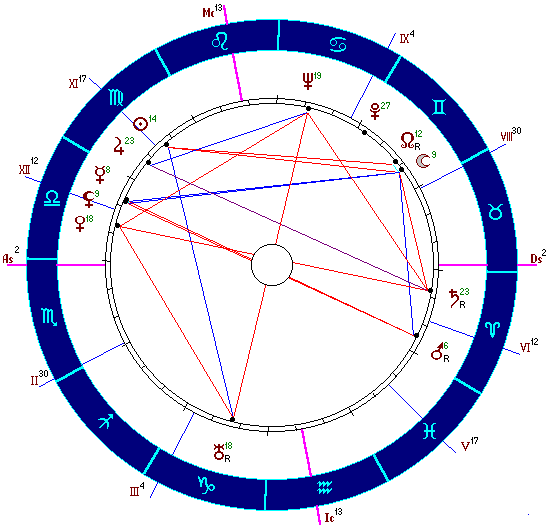 Mc13
IX4
XI17
19
27
14
12
R
23
9
VIII30
XII12
8
9
18
As2
Ds2
23
R
6
R
VI12
II30
18
R
V17
III4
Ic13